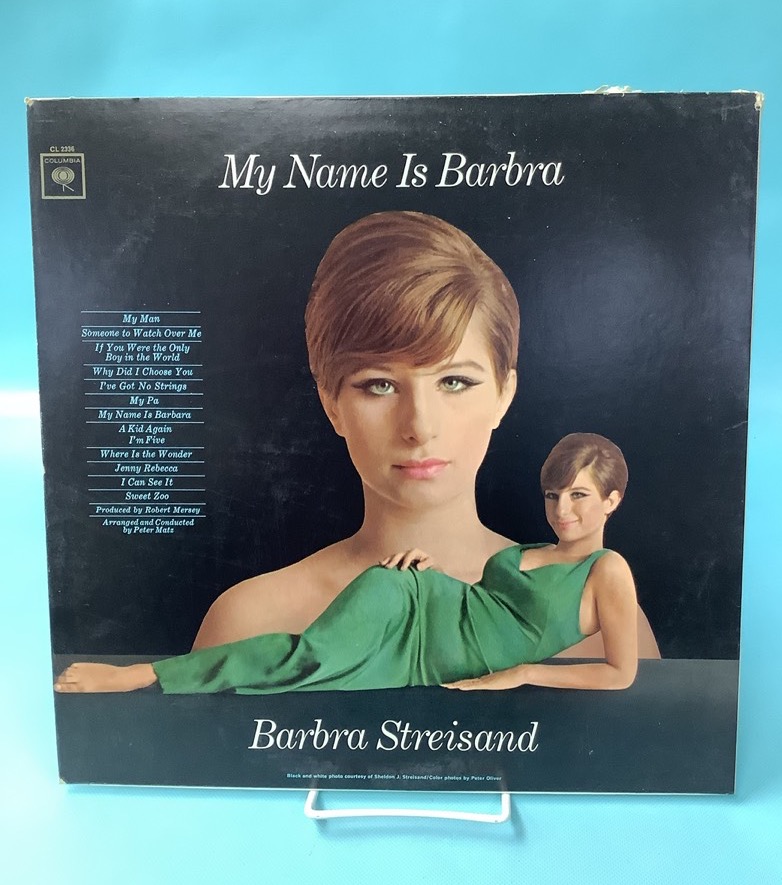 CL 2336
COLUMBIA
My Name Is Barbra
My Man
Someone to Watch Over Me
If You Were the Only
Boy in the World
Why Did I Choose You
I've Got No Strings
My Pa
My Name Is Barbara
A Kid Again
I'm Five
Where Is the Wonder
Jenny Rebecca
I Can See It
Sweet Zoo
Produced by Robert Mersey
Arranged and Conducted
by Peter Matz
Barbra Streisand
Black and white photo courtesy of Sheldon J. Streisand/Color photos by Peter Oliver